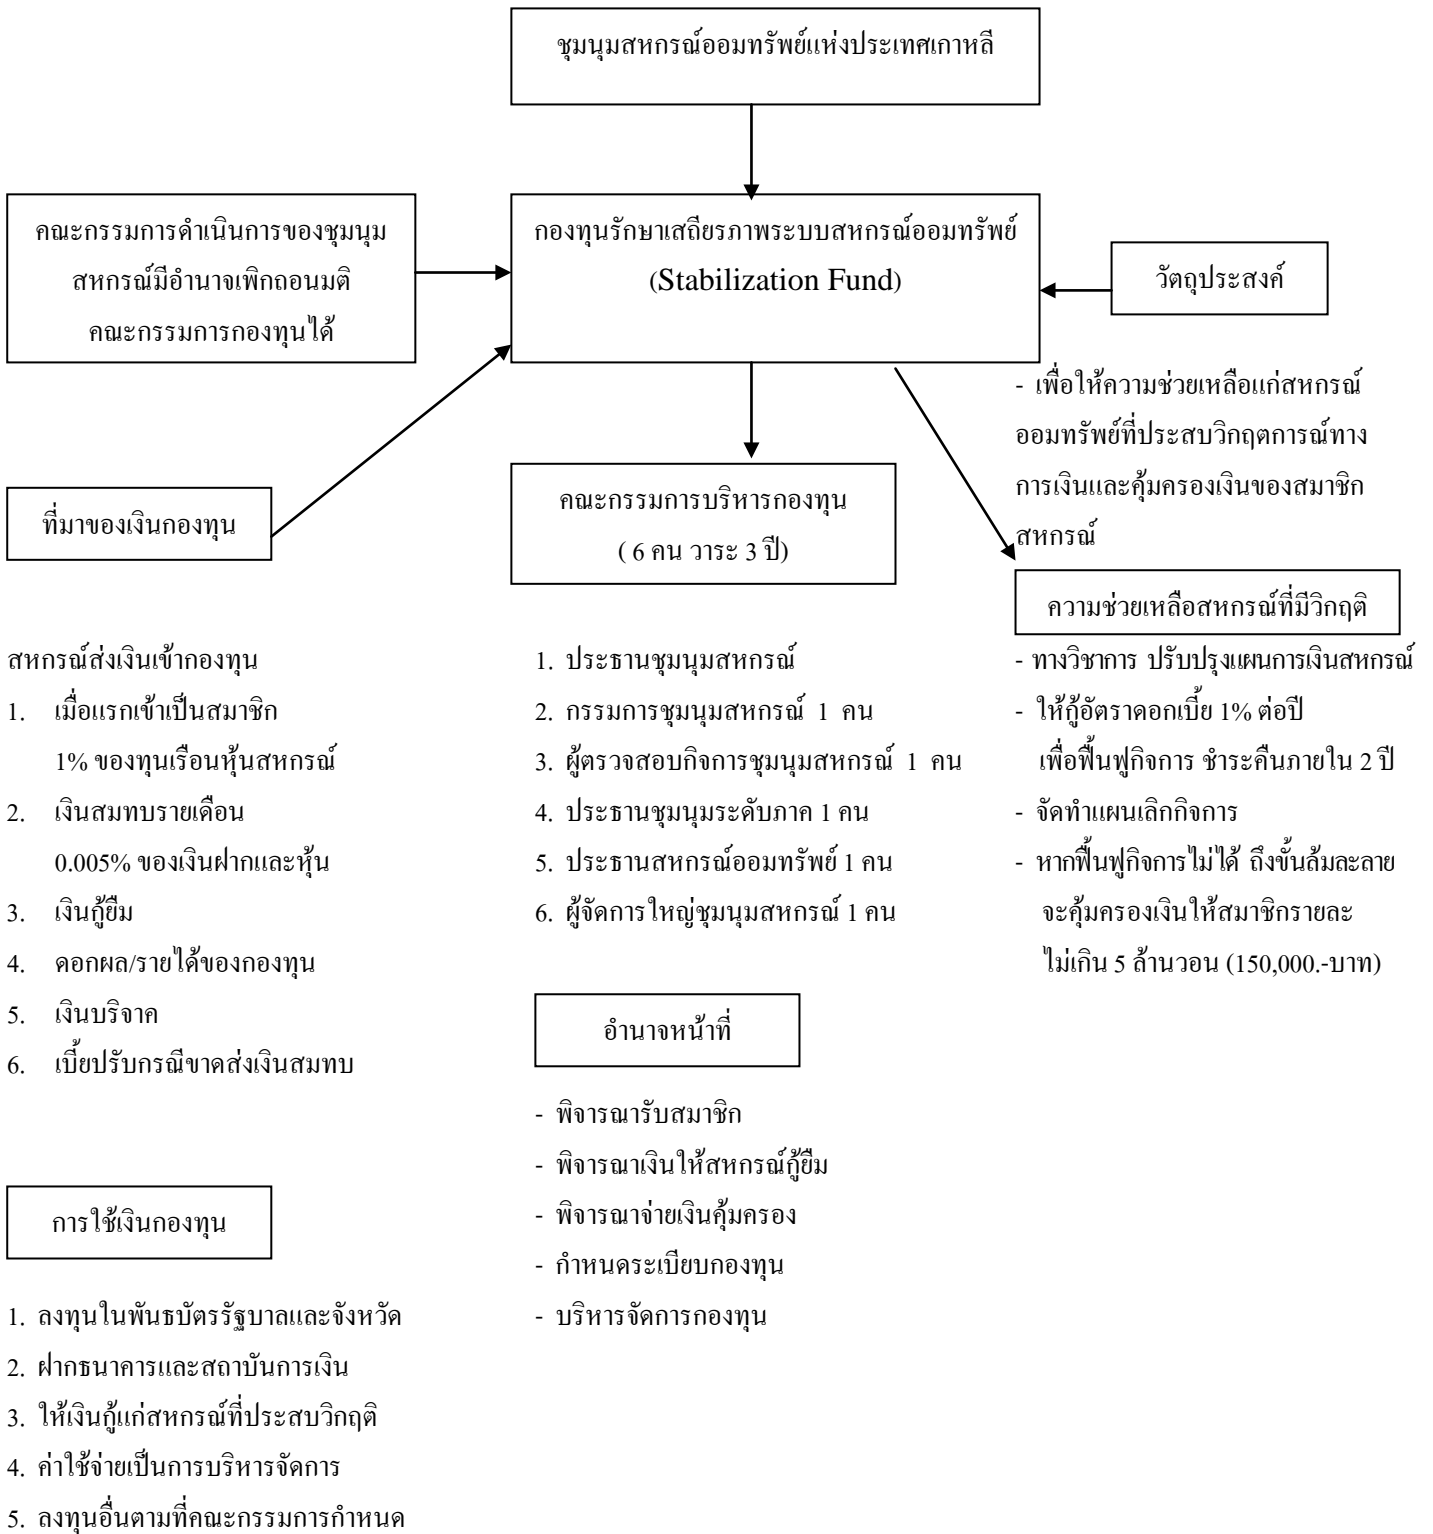 ชุมนุมสหกรณ์ออมทรัพย์แห่งประเทศเกาหลี
คณะกรรมการดำเนินการของชุมนุม
สหกรณ์มีอำนาจเพิกถอนมติ
คณะกรรมการกองทุนได้
กองทุนรักษาเสถียรภาพระบบสหกรณ์ออมทรัพย์
(Stabilization Fund)
วัตถุประสงค์
- เพื่อให้ความช่วยเหลือแก่สหกรณ์
ออมทรัพย์ที่ประสบวิกฤตการณ์ทาง
การเงินและคุ้มครองเงินของสมาชิก
สหกรณ์
ที่มาของเงินกองทุน
สหกรณ์ส่งเงินเข้ากองทุน
1. เมื่อแรกเข้าเป็นสมาชิก
1% ของทุนเรือนหุ้นสหกรณ์
2. เงินสมทบรายเดือน
0.005% ของเงินฝากและหุ้น
3. เงินกู้ยืม
4. ดอกผล/รายได้ของกองทุน
5. เงินบริจาค
6. เบี้ยปรับกรณีขาดส่งเงินสมทบ
คณะกรรมการบริหารกองทุน
( 6 คน วาระ 3 ปี)
1. ประธานชุมนุมสหกรณ์
2. กรรมการชุมนุมสหกรณ์ 1 คน
3. ผู้ตรวจสอบกิจการชุมนุมสหกรณ์ 1 คน
4. ประธานชุมนุมระดับภาค 1 คน
5. ประธานสหกรณ์ออมทรัพย์ 1 คน
6. ผู้จัดการใหญ่ชุมนุมสหกรณ์ 1 คน
ความช่วยเหลือสหกรณ์ที่มีวิกฤติ
- ทางวิชาการ ปรับปรุงแผนการเงินสหกรณ์
- ให้กู้อัตราดอกเบี้ย 1% ต่อปี
เพื่อฟื้นฟูกิจการ ชำระคืนภายใน 2 ปี
- จัดทำแผนเลิกกิจการ
- หากฟื้นฟูกิจการไม่ได้ ถึงขั้นล้มละลาย
จะคุ้มครองเงินให้สมาชิกรายละ
ไม่เกิน 5 ล้านวอน (150,000.-บาท)
อำนาจหน้าที่
- พิจารณารับสมาชิก
- พิจารณาเงินให้สหกรณ์กู้ยืม
- พิจารณาจ่ายเงินคุ้มครอง
- กำหนดระเบียบกองทุน
- บริหารจัดการกองทุน
การใช้เงินกองทุน
1. ลงทุนในพันธบัตรรัฐบาลและจังหวัด
2. ฝากธนาคารและสถาบันการเงิน
3. ให้เงินกู้แก่สหกรณ์ที่ประสบวิกฤติ
4. ค่าใช้จ่ายเป็นการบริหารจัดการ
5. ลงทุนอื่นตามที่คณะกรรมการกำหนด